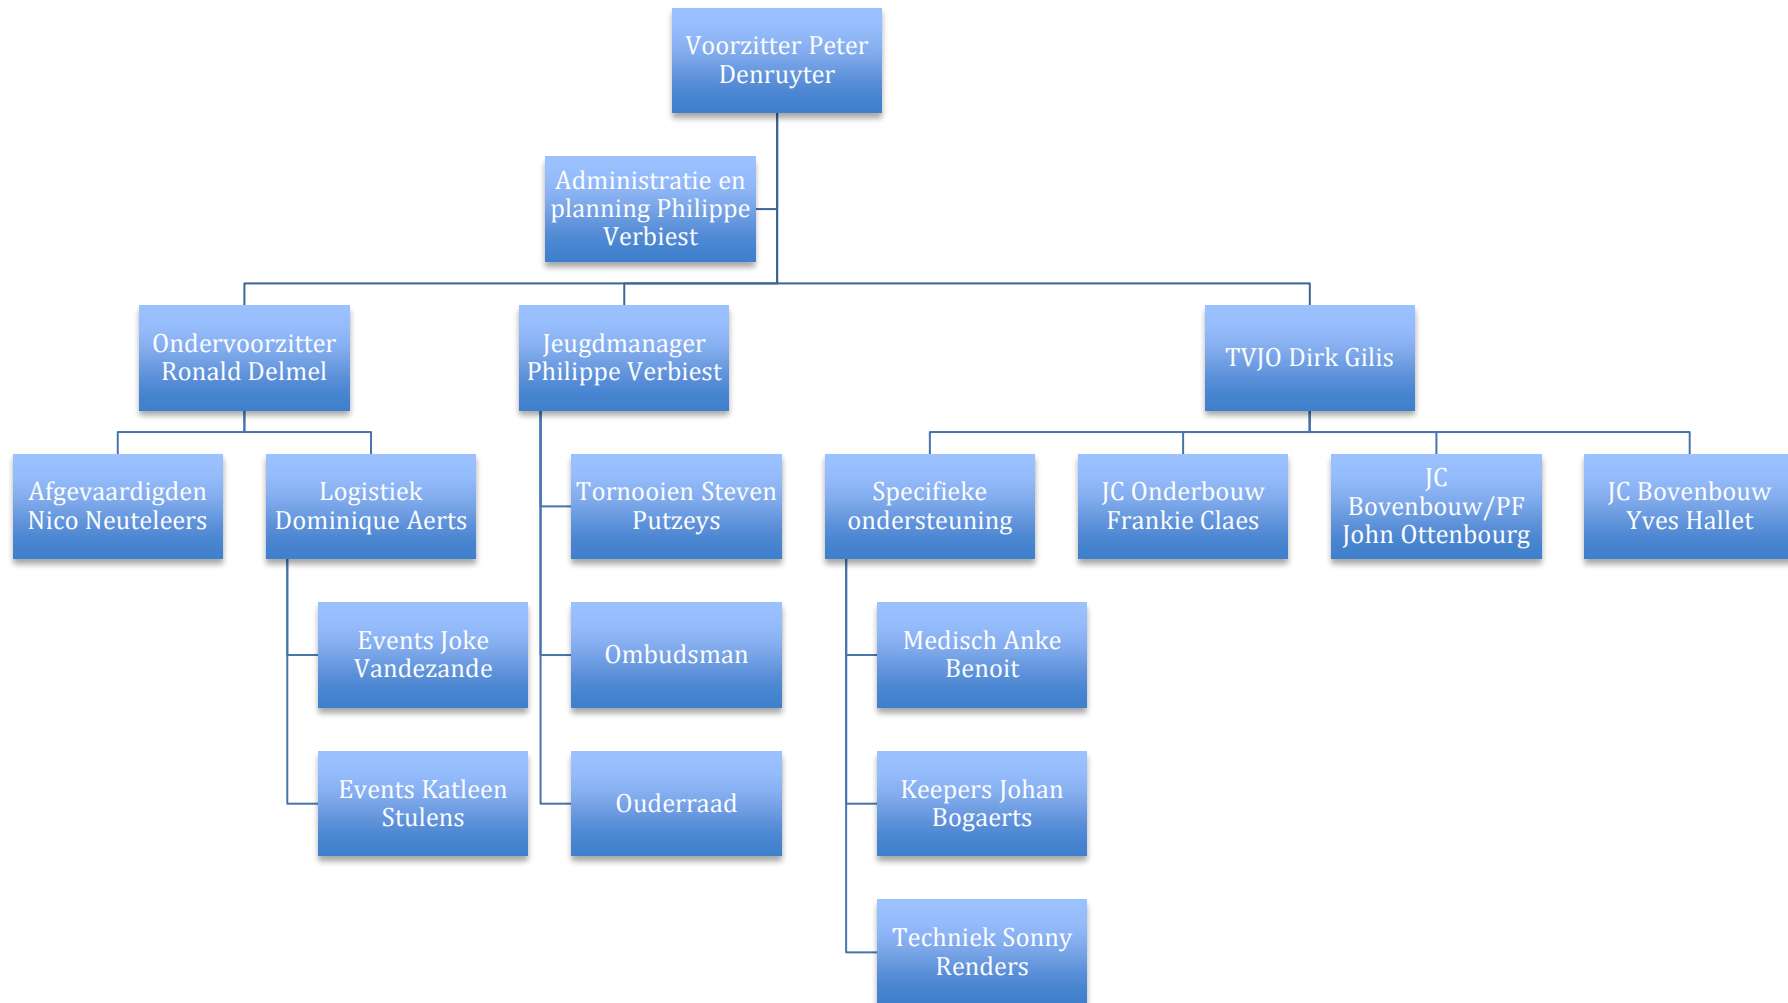 Voorzitter Peter
Denruyter
Administratie en
planning Philippe
Verbiest
Ondervoorzitter
Ronald Delmel
Jeugdmanager
Philippe Verbiest
TVJO Dirk Gilis
Afgevaardigden
Nico Neuteleers
Logistiek
Dominique Aerts
Tornooien Steven
Putzeys
Specifieke
ondersteuning
JC Onderbouw
Frankie Claes
JC
Bovenbouw/PF
John Ottenbourg
JC Bovenbouw
Yves Hallet
Events Joke
Vandezande
Ombudsman
Medisch Anke
Benoit
Events Katleen
Stulens
Ouderraad
Keepers Johan
Bogaerts
Techniek Sonny
Renders